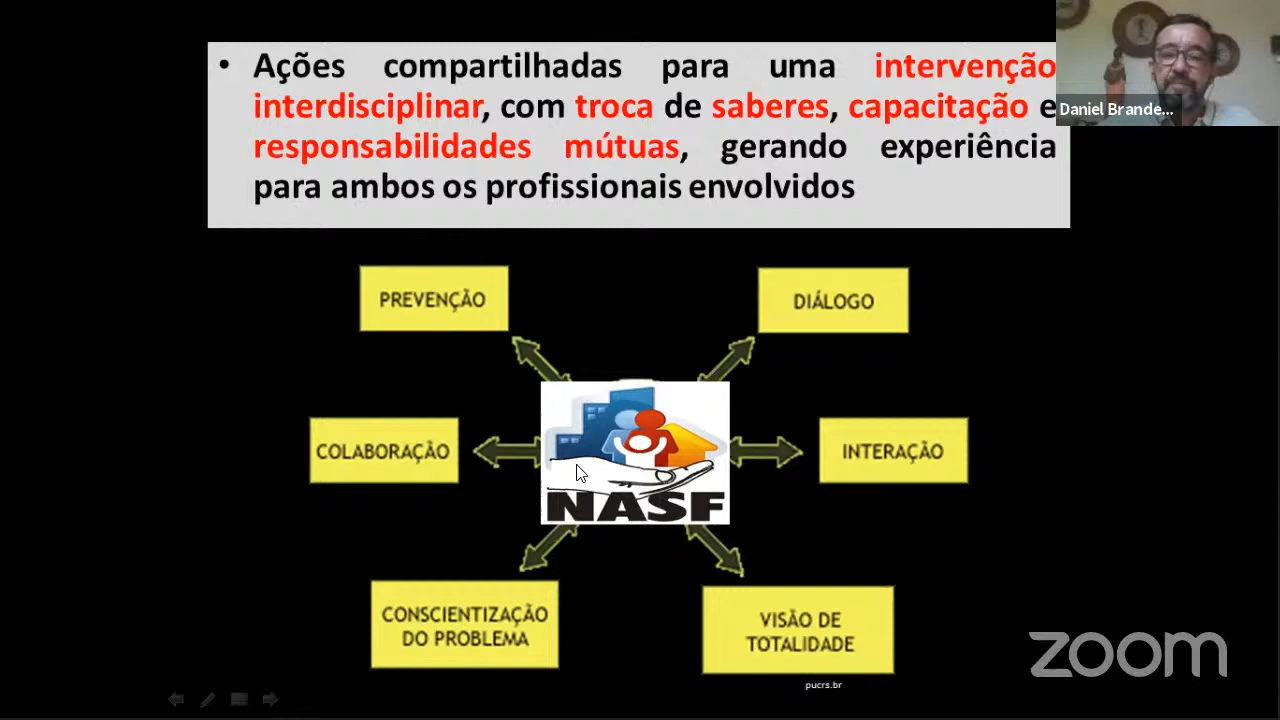 • Ações compartilhadas para uma intervenção
interdisciplinar, com troca de saberes, capacitação e
responsabilidades mútuas, gerando experiência
para ambos os profissionais envolvidos
Daniel Brande...
PREVENÇÃO
DIÁLOGO
COLABORAÇÃO
INTERAÇÃO
NASF
CONSCIENTIZAÇÃO
DO PROBLEMA
VISÃO DE
TOTALIDADE
pucrs.br
zoom